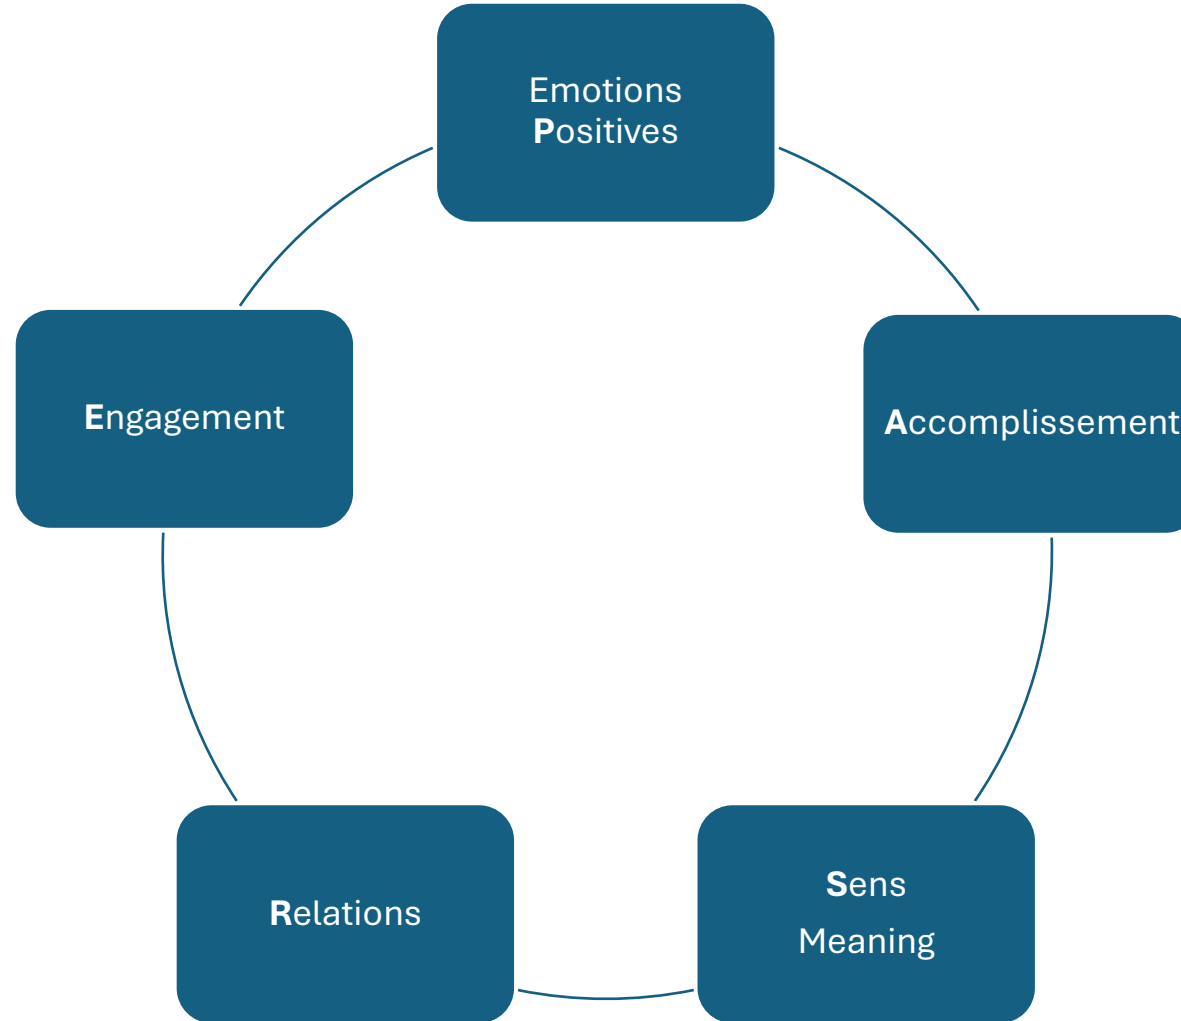 Emotions
Positives
Engagement
Accomplissement
Relations
Sens
Meaning